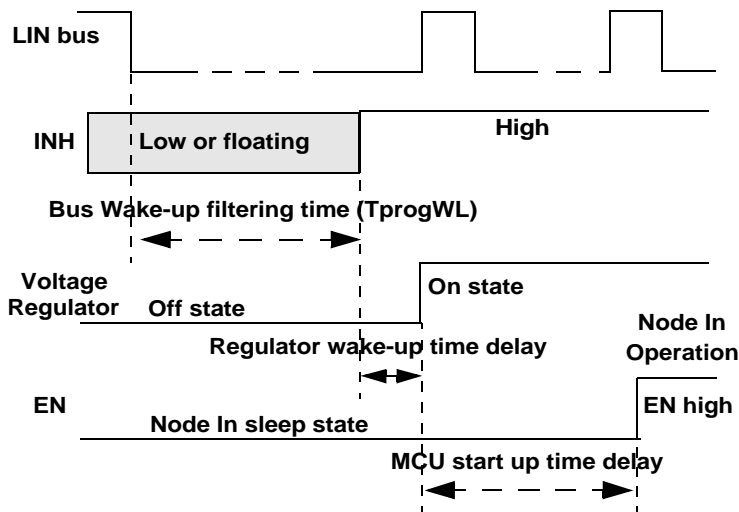 LIN bus
INH
Low or floating
High
Bus Wake-up filtering time (TprogWL)
Voltage
Regulator
Off state
On state
Regulator wake-up time delay
Node In
Operation
EN
Node In sleep state
EN high
MCU start up time delay